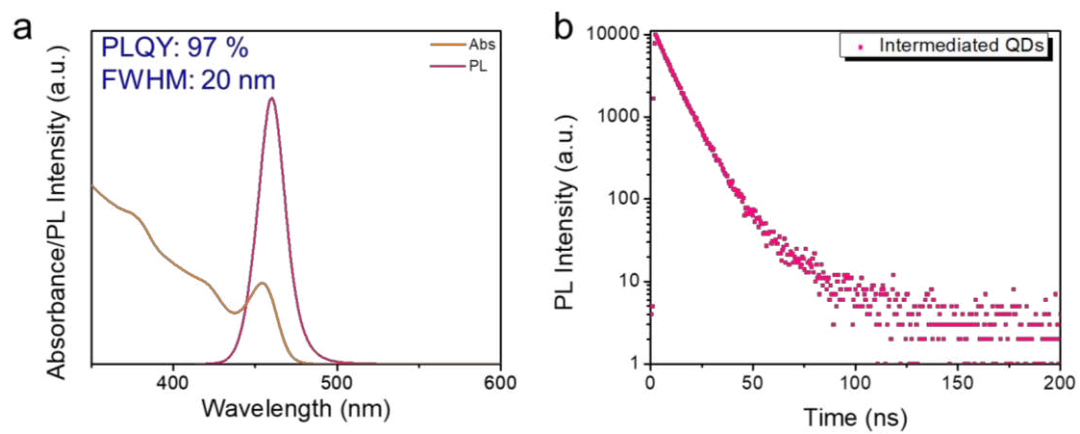 a
PLQY: 97 %
FWHM: 20 nm
Abs
PL
Absorbance/PL Intensity (a.u.)
400
500
600
Wavelength (nm)
b
Intermediated QDs
PL Intensity (a.u.)
10000
1000
100
10
1
0
50
100
150
200
Time (ns)